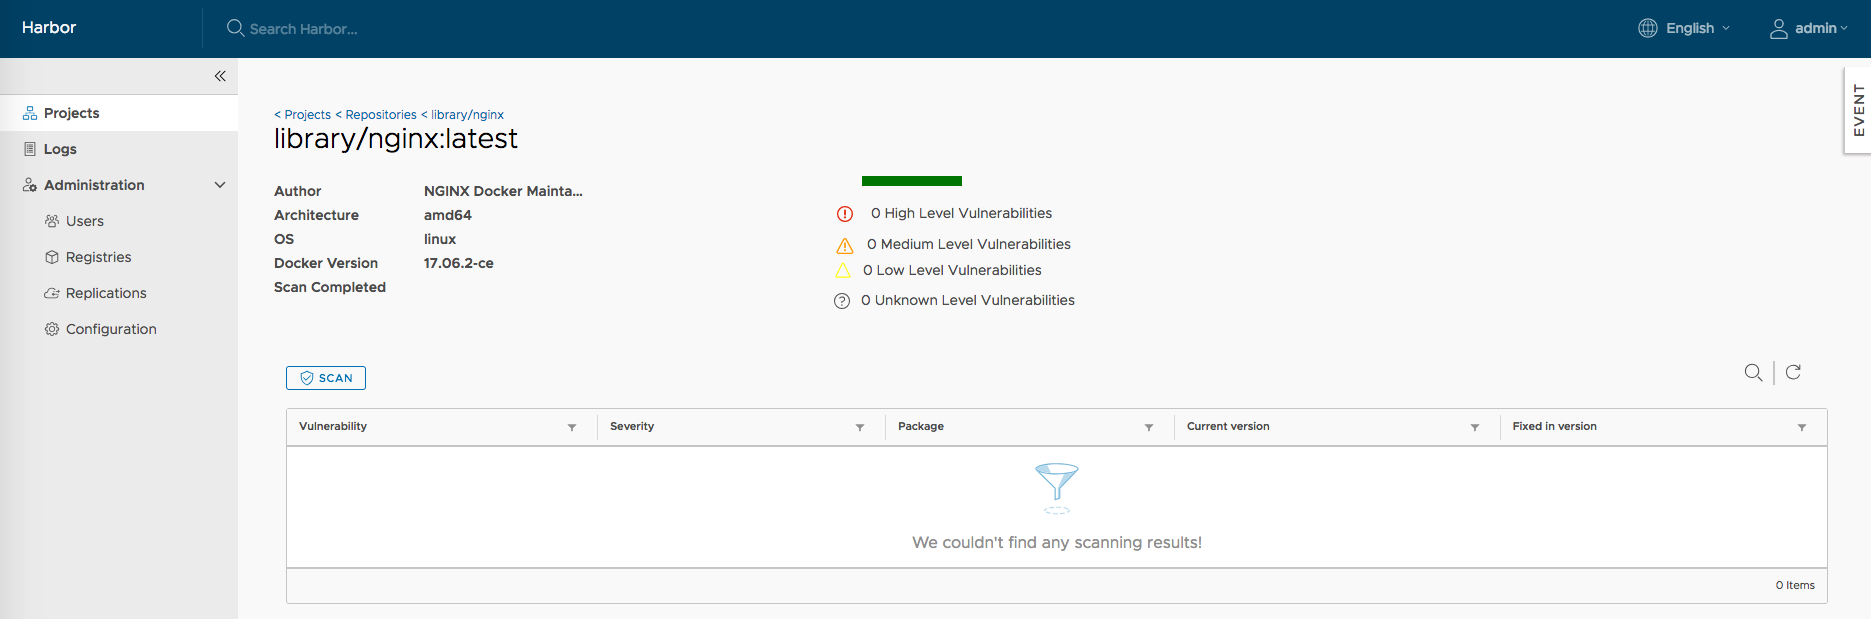 Harbor
Search Harbor...
English
admin
EVENT
Projects
Logs
Administration
Users
Registries
Replications
Configuration
< Projects < Repositories < library/nginx
library/nginx:latest
Author NGINX Docker Mainta...
Architecture amd64
OS linux
Docker Version 17.06.2-ce
Scan Completed
0 High Level Vulnerabilities
0 Medium Level Vulnerabilities
0 Low Level Vulnerabilities
0 Unknown Level Vulnerabilities
SCAN
Vulnerability Severity Package Current version Fixed in version
We couldn't find any scanning results!
0 Items